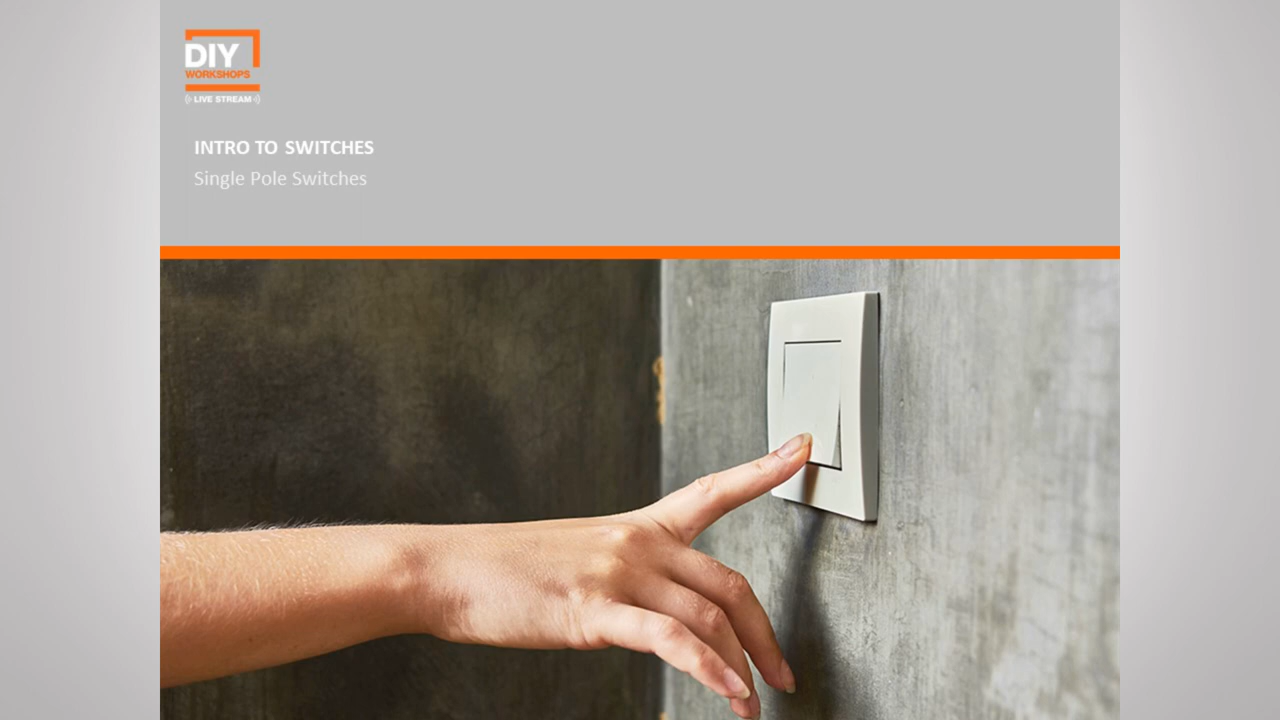 DIY
WORKSHOPS
LIVE STREAM
INTRO TO SWITCHES
Single Pole Switches